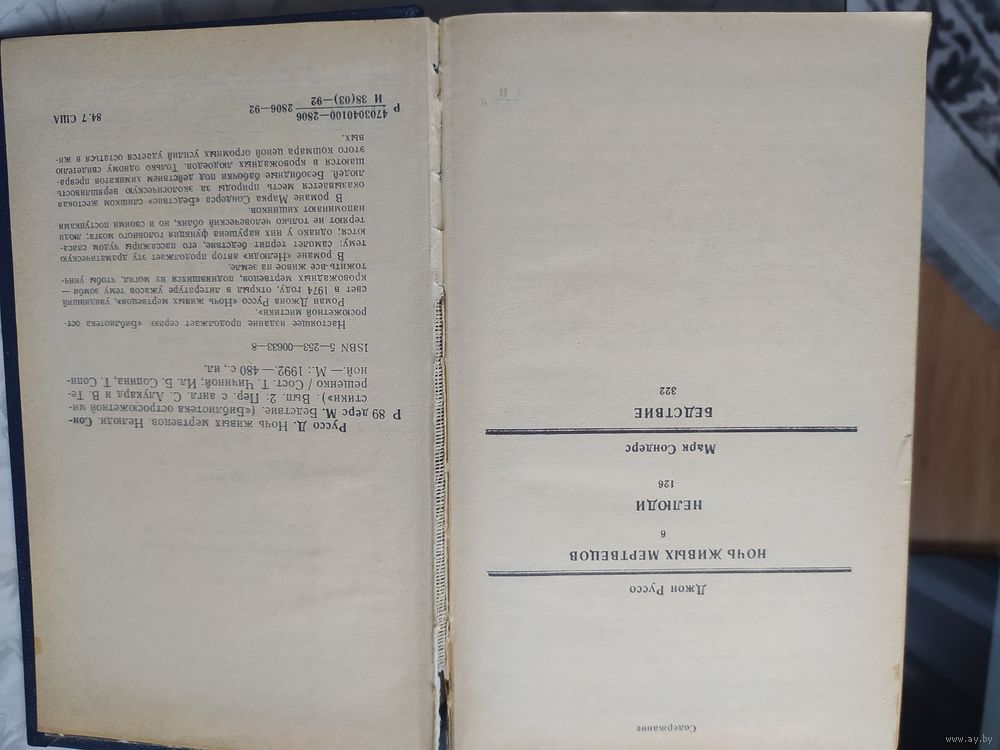 Содержание
Джон Руссо
НОЧЬ ЖИВЫХ МЕРТВЕЦОВ
6
НЕЛЮДИ
126
Марк Сондерс
БЕДСТВИЕ
322
Руссо Д. Ночь живых мертвецов. Нелюди. Сон-
Р 89 дерс М. Бедствие. («Библиотека остросюжетной ми-
стики»). Вып. 2: Пер. с англ. С. Алукард и В. Те-
рещенко / Сост. Т. Чичиной; Ил. Б. Сопина, Т. Сопи-
ной.— М.: 1992.— 480 с., ил.
ISBN 5—253—00633—8
Настоящее издание продолжает серию: «Библиотека ост-
росюжетной мистики».
Роман Джона Руссо «Ночь живых мертвецов», увидивший
свет в 1974 году, открыл в литературе ужасов тему зомби —
кровожадных мертвецов, поднявшихся из могил, чтобы унич-
тожить все живое на земле.
В романе «Нелюди» автор продолжает эту драматическую
тему: самолет терпит бедствие, его пассажиры чудом спаса-
ются; однако у них нарушена функция головного мозга: люди
теряют не только человеческий облик, но и своими поступками
напоминают хищников.
В романе Марка Сондерса «Бедствие» слишком жестокая
оказывается месть природы за экологическую неряшливость
людей. Безобидные бабочки под действием химикатов превра-
щаются в кровожадных людоедов. Только одному свидетелю
этого кошмара ценой огромных усилий удается остаться в жи-
вых.
Р 4703040100—2806 2806—92
И 38(03)—92
84.7 США
www.ay.by